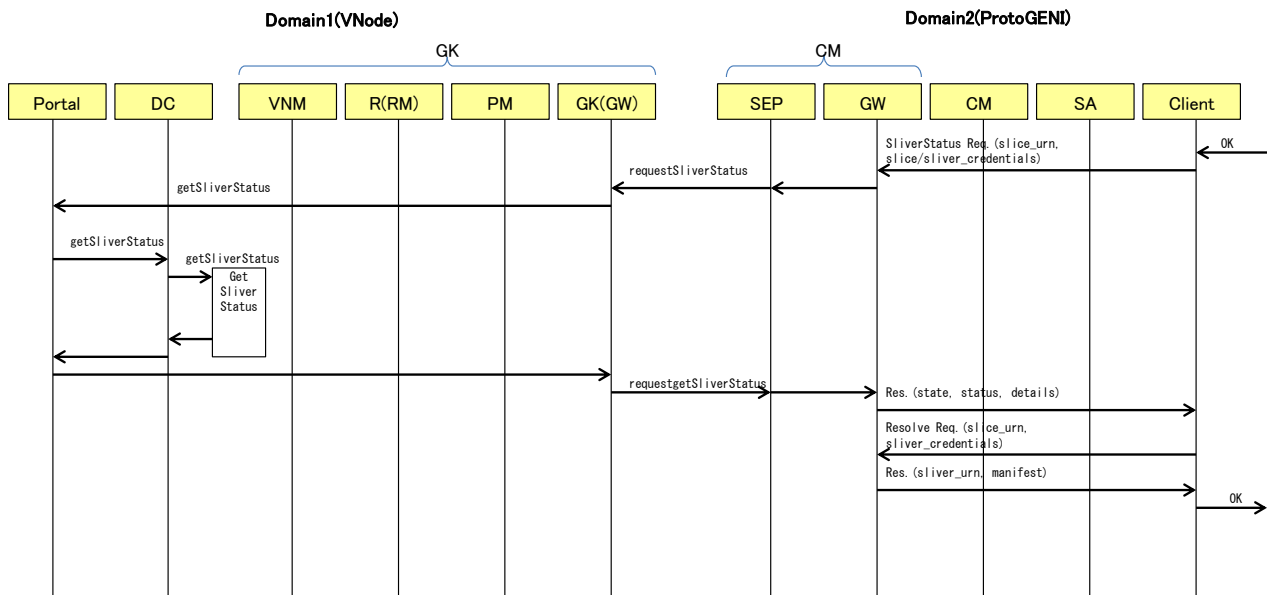 Domain1(VNode)
Domain2(ProtoGENI)
GK
CM
Portal
DC
VNM
R(RM)
PM
GK(GW)
SEP
GW
CM
SA
Client
OK
SliverStatus Req.(slice_urn,
slice/sliver_credentials)
requestSliverStatus
getSliverStatus
getSliverStatus
getSliverStatus
Get
Sliver
Status
requestgetSliverStatus
Res.(state, status, details)
Resolve Req.(slice_urn,
sliver_credentials)
Res.(sliver_urn, manifest)
OK